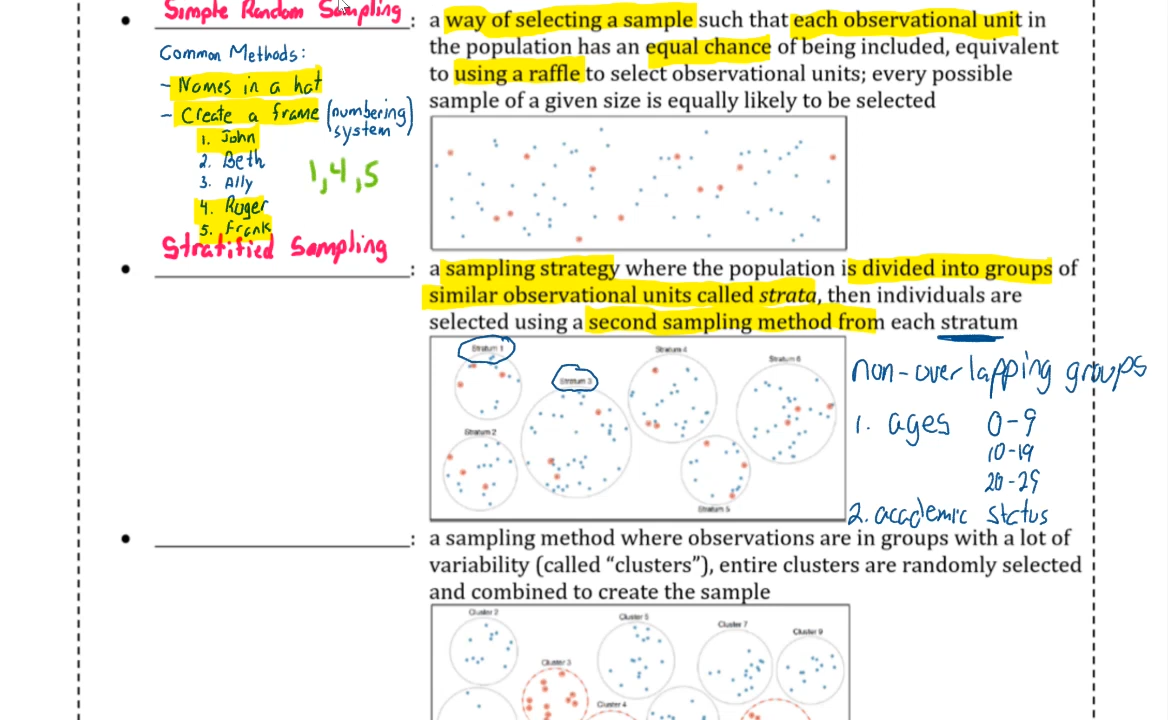 Simple Random Sampling
• : a way of selecting a sample such that each observational unit in
the population has an equal chance of being included, equivalent
to using a raffle to select observational units; every possible
sample of a given size is equally likely to be selected
Common Methods:
- Names in a hat
- Create a frame (numbering system)
1. John
2. Beth
3. Ally
4. Roger
5. Frank
1,4,5
Stratified Sampling
• : a sampling strategy where the population is divided into groups of
similar observational units called strata, then individuals are
selected using a second sampling method from each stratum
Stratum 1
Stratum 2
Stratum 3
Stratum 4
Stratum 5
Stratum 6
non-overlapping groups
1. ages 0-9
10-19
20-29
2. academic status
• : a sampling method where observations are in groups with a lot of
variability (called “clusters”), entire clusters are randomly selected
and combined to create the sample
Cluster 2
Cluster 5
Cluster 7
Cluster 9
Cluster 3
Cluster 4